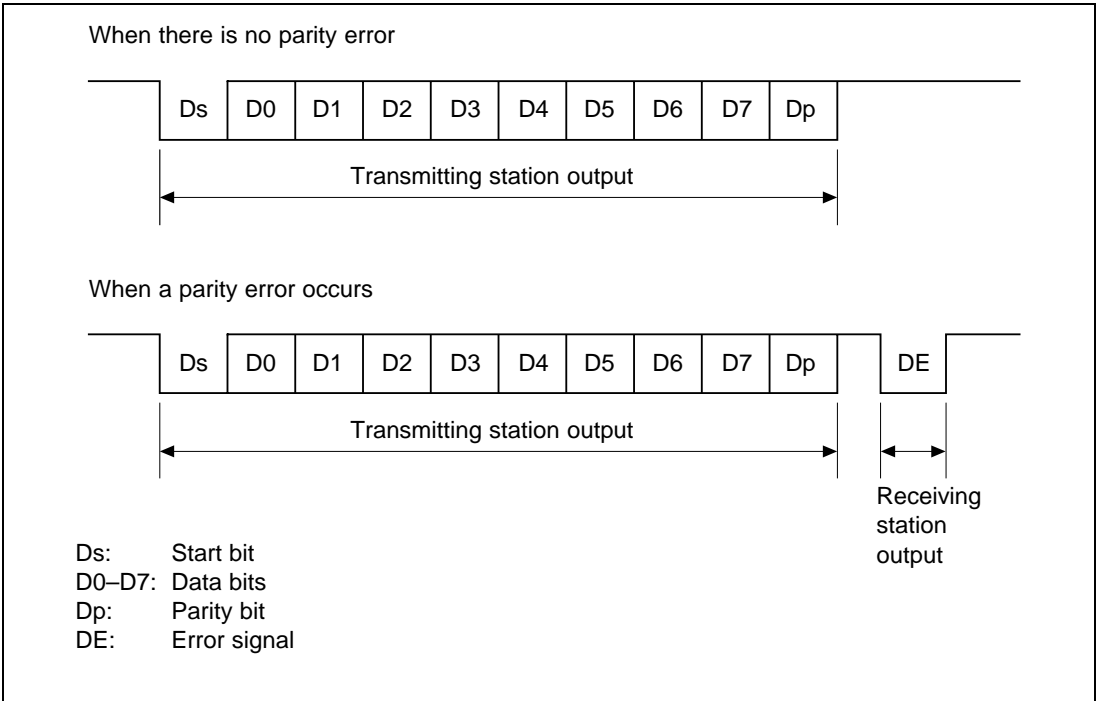 When there is no parity error
Ds D0 D1 D2 D3 D4 D5 D6 D7 Dp
Transmitting station output
When a parity error occurs
Ds D0 D1 D2 D3 D4 D5 D6 D7 Dp DE
Transmitting station output
Receiving
station
output
Ds: Start bit
D0–D7: Data bits
Dp: Parity bit
DE: Error signal